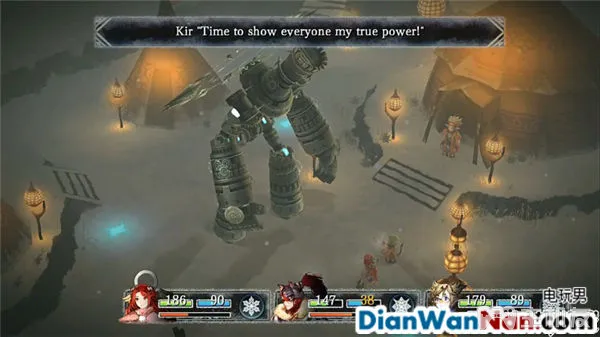 Kir "Time to show everyone my true power!"
186 90
147 38
179 89
电玩男
DianWanNan.com